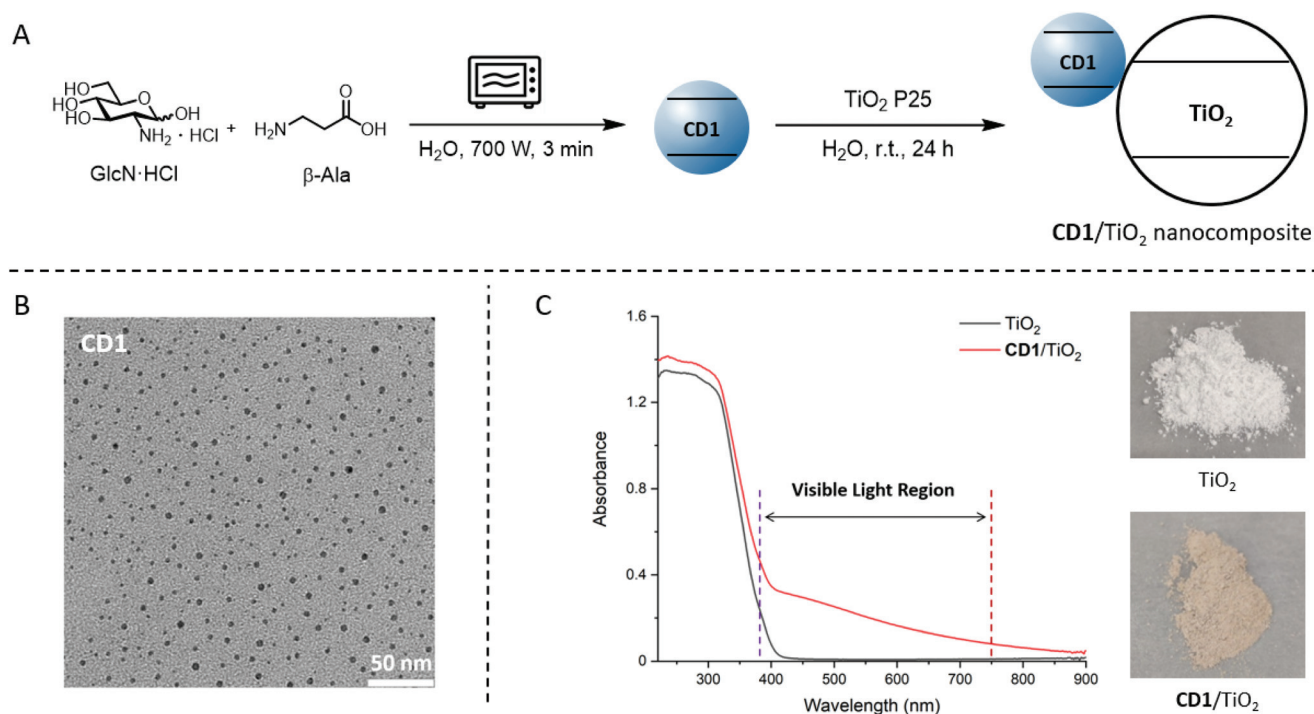 A
HO
HO
HO
O
OH
NH₂ · HCl
GlcN·HCl
+
H₂N
O
OH
β-Ala
H₂O, 700 W, 3 min
CD1
TiO₂ P25
H₂O, r.t., 24 h
CD1
TiO₂
CD1/TiO₂ nanocomposite
B
CD1
50 nm
C
1.6
1.2
0.8
0.4
0
Absorbance
TiO₂
CD1/TiO₂
Visible Light Region
300 400 500 600 700 800 900
Wavelength (nm)
TiO₂
CD1/TiO₂